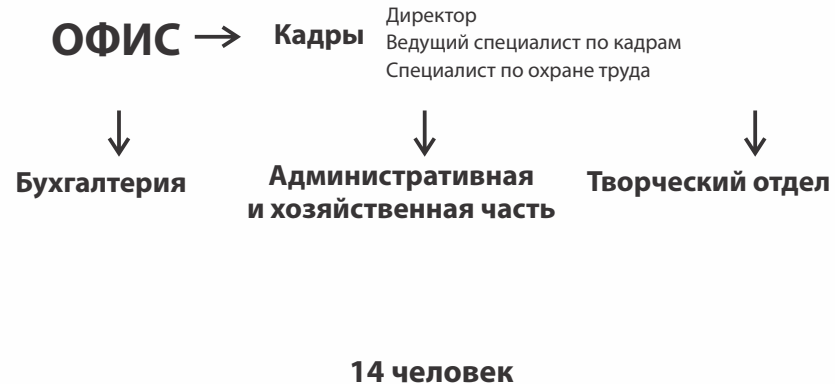 ОФИС → Кадры
Директор
Ведущий специалист по кадрам
Специалист по охране труда
Бухгалтерия
Административная
и хозяйственная часть
Творческий отдел
14 человек